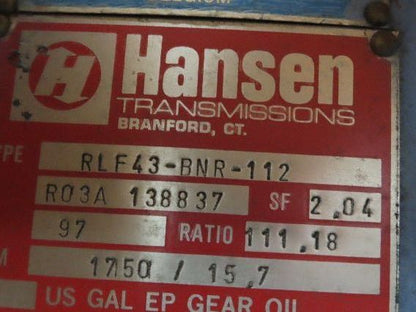 Hansen
TRANSMISSIONS
BRANFORD, CT.
RLF43-BNR-112
R03A 138837 SF 2.04
97 RATIO 111.18
1750 / 15.7
US GAL EP GEAR OIL